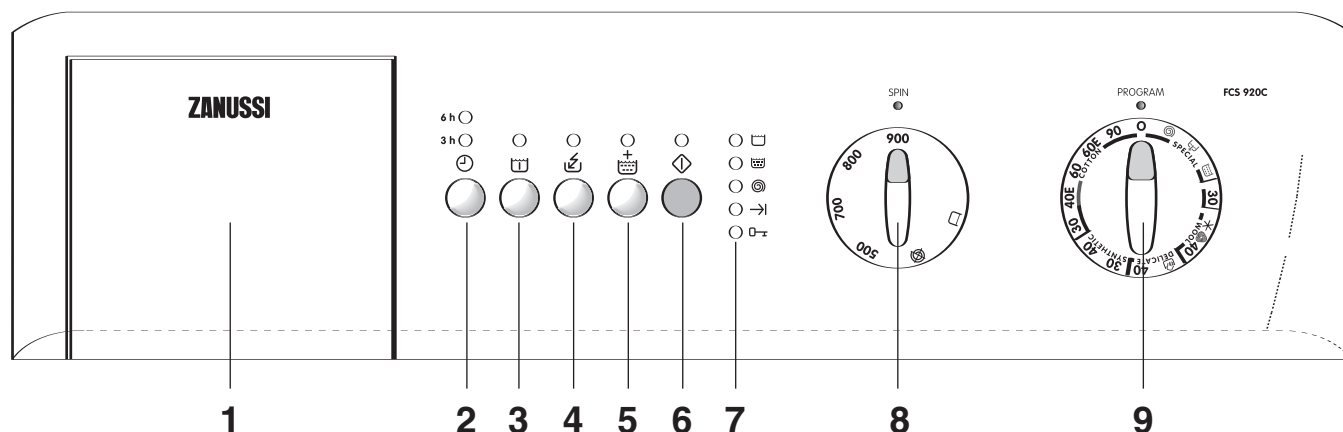 ZANUSSI
6 h
3 h
SPIN
900
800
700
500
PROGRAM
FCS 920C
O
SPECIAL
30
WOOL
40
DELICATE
40
SYNTHETIC
30
40
COTTON
30
40E
60
60E
90
1 2 3 4 5 6 7 8 9